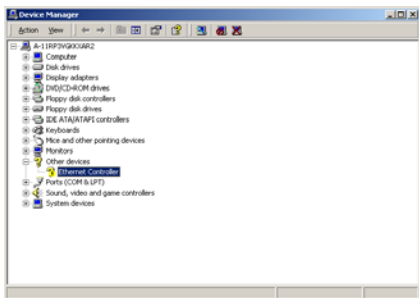 Device Manager
Action View
A-11RP3VGKXXAR2
Computer
Disk drives
Display adapters
DVD/CD-ROM drives
Floppy disk controllers
Floppy disk drives
IDE ATA/ATAPI controllers
Keyboards
Mice and other pointing devices
Monitors
Other devices
Ethernet Controller
Ports (COM & LPT)
Sound, video and game controllers
System devices